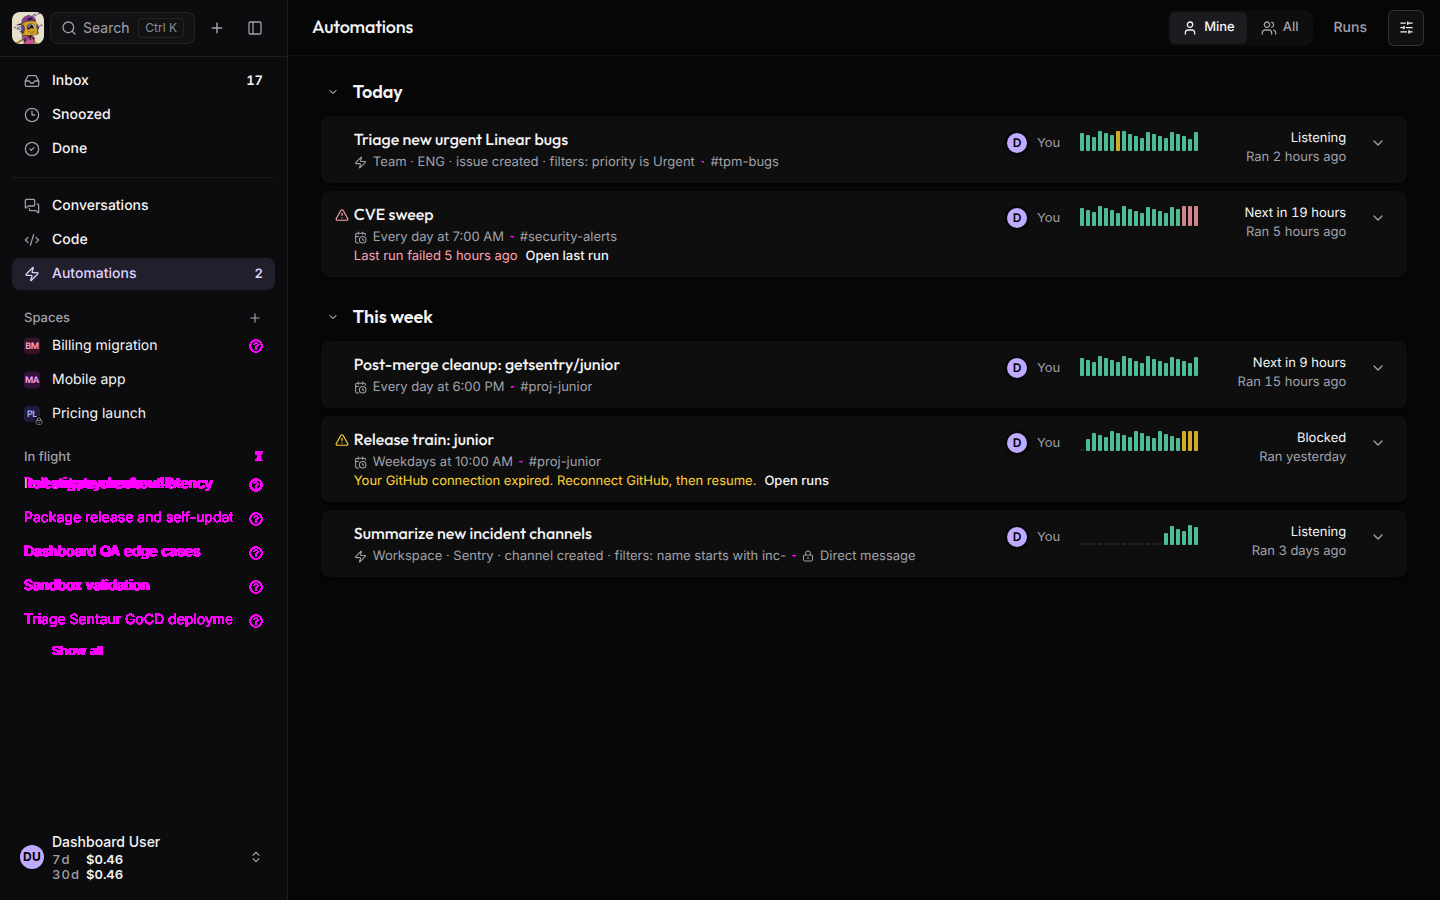 Search Ctrl K
Automations
Mine
All
Runs
Inbox 17
Snoozed
Done
Conversations
Code
Automations 2
Spaces
BM Billing migration
MA Mobile app
PL Pricing launch
In flight
Package release and self-updat
Dashboard QA edge cases
Sandbox validation
Triage Sentaur GoCD deployme
Show all
DU Dashboard User
7d $0.46
30d $0.46
Today
Triage new urgent Linear bugs
Team · ENG · issue created · filters: priority is Urgent · #tpm-bugs
D You
Listening
Ran 2 hours ago
CVE sweep
Every day at 7:00 AM · #security-alerts
Last run failed 5 hours ago Open last run
D You
Next in 19 hours
Ran 5 hours ago
This week
Post-merge cleanup: getsentry/junior
Every day at 6:00 PM · #proj-junior
D You
Next in 9 hours
Ran 15 hours ago
Release train: junior
Weekdays at 10:00 AM · #proj-junior
Your GitHub connection expired. Reconnect GitHub, then resume. Open runs
D You
Blocked
Ran yesterday
Summarize new incident channels
Workspace · Sentry · channel created · filters: name starts with inc- · Direct message
D You
Listening
Ran 3 days ago